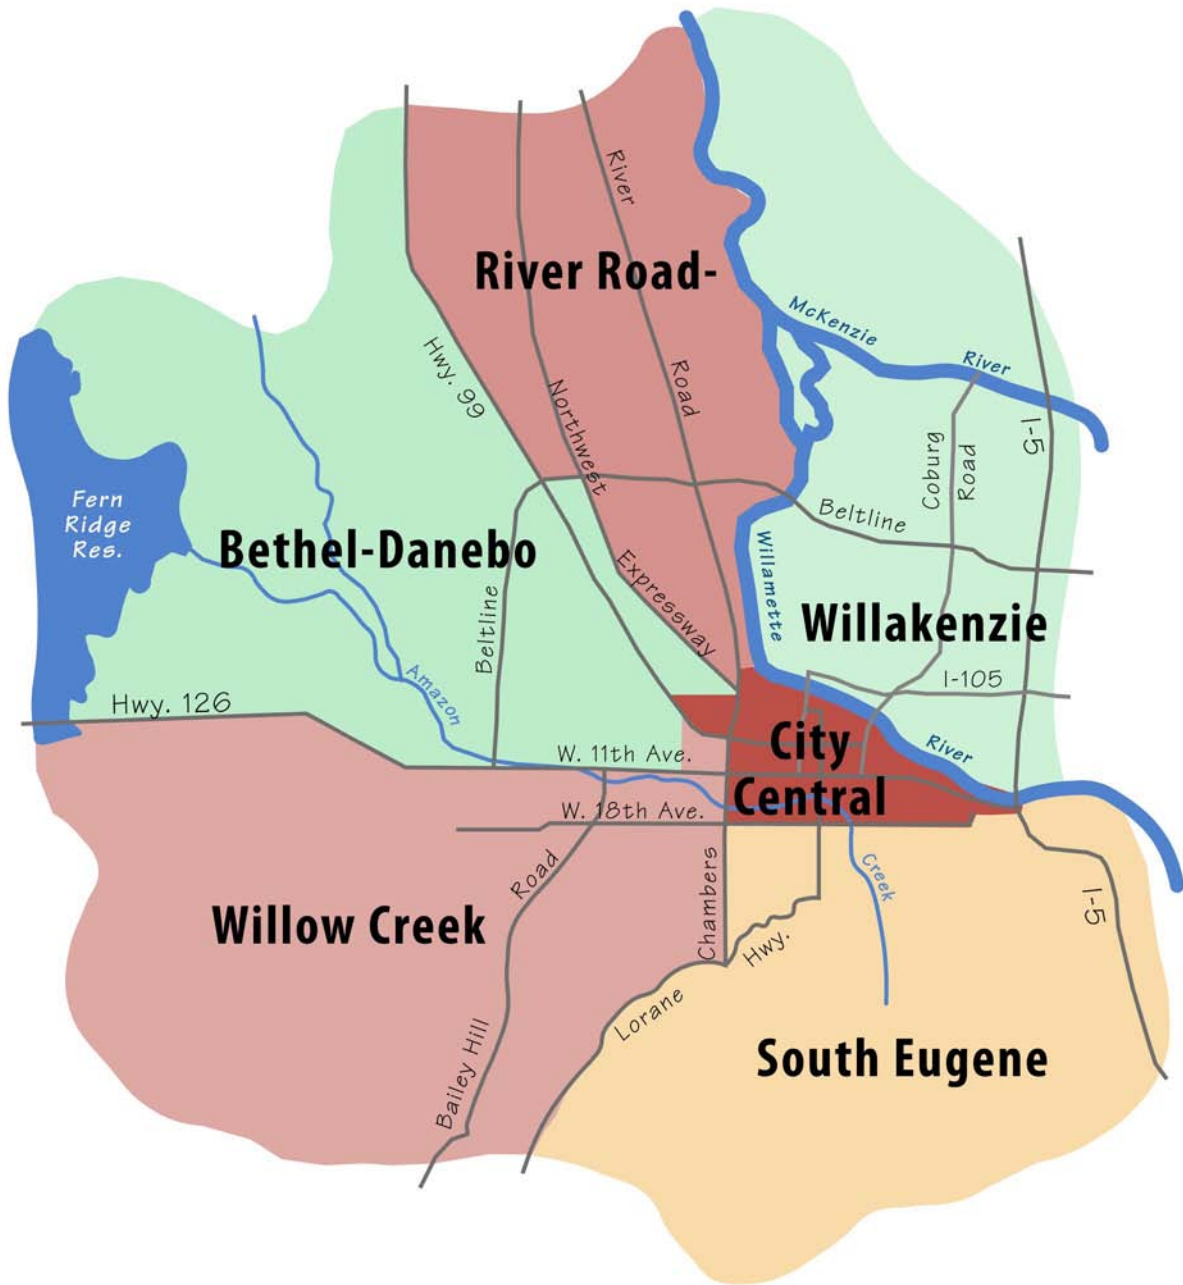 River
River Road-
McKenzie
River
Hwy. 99
Road
I-5
Northwest
Coburg
Road
Fern
Ridge
Res.
Beltline
Bethel-Danebo
Willamette
Expressway
Beltline
Willakenzie
I-105
Amazon
Hwy. 126
City
River
W. 11th Ave.
Central
W. 18th Ave.
Road
Chambers
Creek
I-5
Willow Creek
Hwy.
Lorane
South Eugene
Bailey Hill